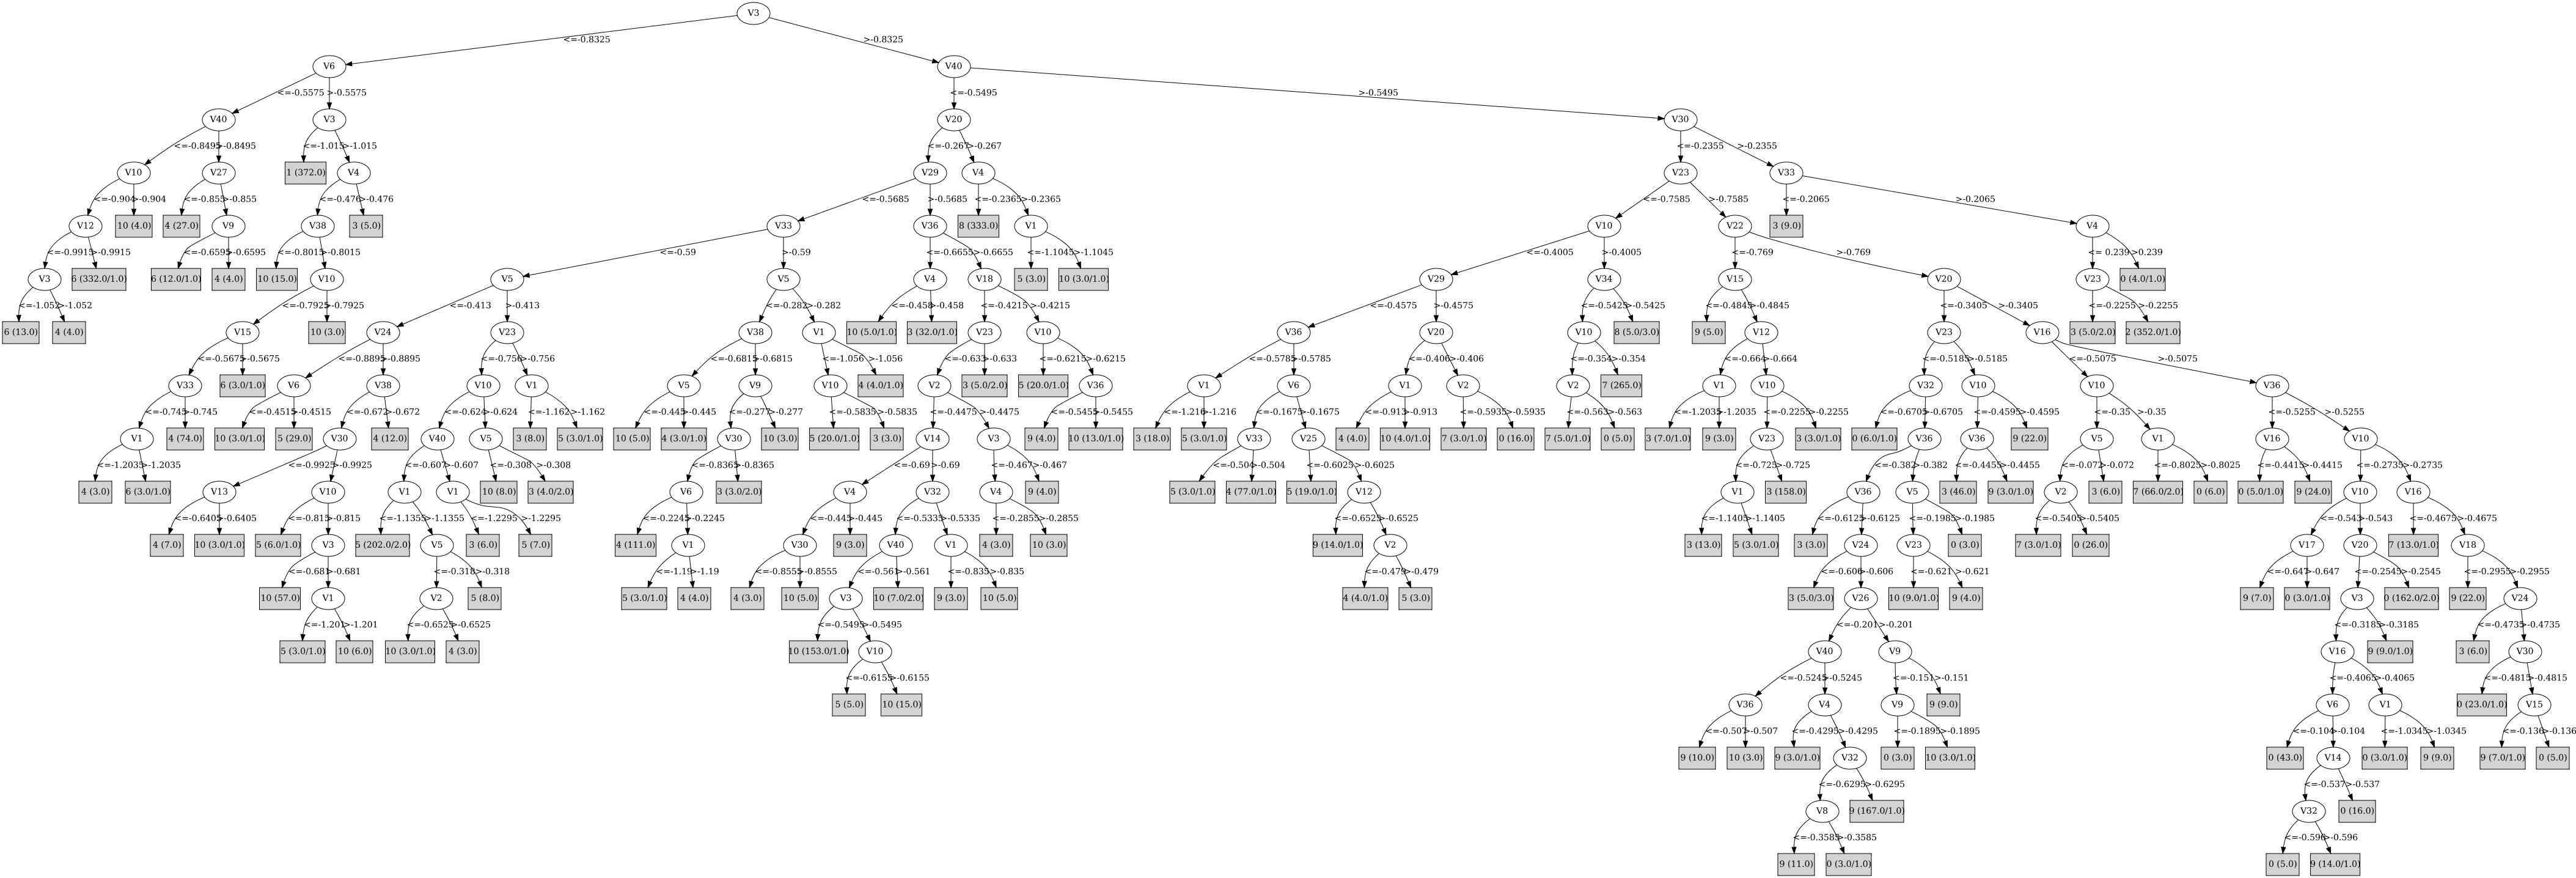 V3
<=-0.8325 >-0.8325
V6 V40
<=-0.5575 >-0.5575 <=-0.5495 >-0.5495
V40 V3 V20 V30
<=-0.8495 >-0.8495 <=-1.015 >-1.015 <=-0.267 >-0.267 <=-0.2355 >-0.2355
V10 V27 1 (372.0) V4 V29 V4 V23 V33
<=-0.904 >-0.904 <=-0.855 >-0.855 <=-0.476 >-0.476 <=-0.5685 >-0.5685 <=-0.2365 >-0.2365 <=-0.7585 >-0.7585 <=-0.2065 >-0.2065
V12 10 (4.0) 4 (27.0) V9 V38 3 (5.0) V33 V36 8 (333.0) V1 V10 V22 3 (9.0) V4
<=-0.9915 >-0.9915 <=-0.6595 >-0.6595 <=-0.8015 >-0.8015 <=-0.59 >-0.59 <=-0.6655 >-0.6655 <=-1.1045 >-1.1045 <=-0.4005 >-0.4005 <=-0.769 >-0.769 <= 0.239 >0.239
V3 6 (332.0/1.0) 6 (12.0/1.0) 4 (4.0) 10 (15.0) V10 V5 V5 V4 V18 5 (3.0) 10 (3.0/1.0) V29 V34 V15 V20 V23 0 (4.0/1.0)
<=-1.052 >-1.052 <=-0.7925 >-0.7925 <=-0.413 >-0.413 <=-0.282 >-0.282 <=-0.458 >-0.458 <=-0.4215 >-0.4215 <=-0.4575 >-0.4575 <=-0.5425 >-0.5425 <=-0.4845 >-0.4845 <=-0.3405 >-0.3405 <=-0.2255 >-0.2255
6 (13.0) 4 (4.0) V15 10 (3.0) V24 V23 V38 V1 10 (5.0/1.0) 3 (32.0/1.0) V23 V10 V36 V20 V10 8 (5.0/3.0) 9 (5.0) V12 V23 V16 3 (5.0/2.0) 2 (352.0/1.0)
<=-0.5675 >-0.5675 <=-0.8895 >-0.8895 <=-0.756 >-0.756 <=-0.6815 >-0.6815 <=-1.056 >-1.056 <=-0.633 >-0.633 <=-0.6215 >-0.6215 <=-0.5785 >-0.5785 <=-0.406 >-0.406 <=-0.354 >-0.354 <=-0.664 >-0.664 <=-0.5185 >-0.5185 <=-0.5075 >-0.5075
V33 6 (3.0/1.0) V6 V38 V10 V1 V5 V9 V10 4 (4.0/1.0) V2 3 (5.0/2.0) 5 (20.0/1.0) V36 V1 V6 V1 V2 V2 7 (265.0) V1 V10 V32 V10 V10 V36
<=-0.745 >-0.745 <=-0.4515 >-0.4515 <=-0.672 >-0.672 <=-0.624 >-0.624 <=-1.162 >-1.162 <=-0.445 >-0.445 <=-0.277 >-0.277 <=-0.5835 >-0.5835 <=-0.4475 >-0.4475 <=-0.5455 >-0.5455 <=-1.216 >-1.216 <=-0.1675 >-0.1675 <=-0.913 >-0.913 <=-0.5935 >-0.5935 <=-0.563 >-0.563 <=-1.2035 >-1.2035 <=-0.2255 >-0.2255 <=-0.6705 >-0.6705 <=-0.4595 >-0.4595 <=-0.35 >-0.35 <=-0.5255 >-0.5255
V1 4 (74.0) 10 (3.0/1.0) 5 (29.0) V30 4 (12.0) V40 V5 3 (8.0) 5 (3.0/1.0) 10 (5.0) 4 (3.0/1.0) V30 10 (3.0) 5 (20.0/1.0) 3 (3.0) V14 V3 9 (4.0) 10 (13.0/1.0) 3 (18.0) 5 (3.0/1.0) V33 V25 4 (4.0) 10 (4.0/1.0) 7 (3.0/1.0) 0 (16.0) 7 (5.0/1.0) 0 (5.0) 3 (7.0/1.0) 9 (3.0) V23 3 (3.0/1.0) 0 (6.0/1.0) V36 V36 9 (22.0) V5 V1 V16 V10
<=-1.2035 >-1.2035 <=-0.9925 >-0.9925 <=-0.607 >-0.607 <=-0.308 >-0.308 <=-0.8365 >-0.8365 <=-0.69 >-0.69 <=-0.467 >-0.467 <=-0.504 >-0.504 <=-0.6025 >-0.6025 <=-0.725 >-0.725 <=-0.382 >-0.382 <=-0.4455 >-0.4455 <=-0.072 >-0.072 <=-0.8025 >-0.8025 <=-0.4415 >-0.4415 <=-0.2735 >-0.2735
4 (3.0) 6 (3.0/1.0) V13 V10 V1 V1 10 (8.0) 3 (4.0/2.0) V6 3 (3.0/2.0) V4 V32 V4 9 (4.0) 5 (3.0/1.0) 4 (77.0/1.0) 5 (19.0/1.0) V12 V1 3 (158.0) V36 V5 3 (46.0) 9 (3.0/1.0) V2 3 (6.0) 7 (66.0/2.0) 0 (6.0) 0 (5.0/1.0) 9 (24.0) V10 V16
<=-0.6405 >-0.6405 <=-0.815 >-0.815 <=-1.1355 >-1.1355 <=-1.2295 >-1.2295 <=-0.2245 >-0.2245 <=-0.445 >-0.445 <=-0.5335 >-0.5335 <=-0.2855 >-0.2855 <=-0.6525 >-0.6525 <=-1.1405 >-1.1405 <=-0.6125 >-0.6125 <=-0.1985 >-0.1985 <=-0.5405 >-0.5405 <=-0.543 >-0.543 <=-0.4675 >-0.4675
4 (7.0) 10 (3.0/1.0) 5 (6.0/1.0) V3 5 (202.0/2.0) V5 3 (6.0) 5 (7.0) 4 (111.0) V1 V30 9 (3.0) V40 V1 4 (3.0) 10 (3.0) 9 (14.0/1.0) V2 3 (13.0) 5 (3.0/1.0) 3 (3.0) V24 V23 0 (3.0) 7 (3.0/1.0) 0 (26.0) V17 V20 7 (13.0/1.0) V18
<=-0.681 >-0.681 <=-0.318 >-0.318 <=-1.19 >-1.19 <=-0.8555 >-0.8555 <=-0.561 >-0.561 <=-0.835 >-0.835 <=-0.479 >-0.479 <=-0.606 >-0.606 <=-0.621 >-0.621 <=-0.647 >-0.647 <=-0.2545 >-0.2545 <=-0.2955 >-0.2955
10 (57.0) V1 V2 5 (8.0) 5 (3.0/1.0) 4 (4.0) 4 (3.0) 10 (5.0) V3 10 (7.0/2.0) 9 (3.0) 10 (5.0) 4 (4.0/1.0) 5 (3.0) 3 (5.0/3.0) V26 10 (9.0/1.0) 9 (4.0) 9 (7.0) 0 (3.0/1.0) V3 0 (162.0/2.0) 9 (22.0) V24
<=-1.201 >-1.201 <=-0.6525 >-0.6525 <=-0.5495 >-0.5495 <=-0.201 >-0.201 <=-0.3185 >-0.3185 <=-0.4735 >-0.4735
5 (3.0/1.0) 10 (6.0) 10 (3.0/1.0) 4 (3.0) 10 (153.0/1.0) V10 V40 V9 V16 9 (9.0/1.0) 3 (6.0) V30
<=-0.6155 >-0.6155 <=-0.5245 >-0.5245 <=-0.151 >-0.151 <=-0.4065 >-0.4065 <=-0.4815 >-0.4815
5 (5.0) 10 (15.0) V36 V4 V9 9 (9.0) V6 V1 0 (23.0/1.0) V15
<=-0.507 >-0.507 <=-0.4295 >-0.4295 <=-0.1895 >-0.1895 <=-0.104 >-0.104 <=-1.0345 >-1.0345 <=-0.136 >-0.136
9 (10.0) 10 (3.0) 9 (3.0/1.0) V32 0 (3.0) 10 (3.0/1.0) 0 (43.0) V14 0 (3.0/1.0) 9 (9.0) 9 (7.0/1.0) 0 (5.0)
<=-0.6295 >-0.6295 <=-0.537 >-0.537
V8 9 (167.0/1.0) V32 0 (16.0)
<=-0.3585 >-0.3585 <=-0.596 >-0.596
9 (11.0) 0 (3.0/1.0) 0 (5.0) 9 (14.0/1.0)